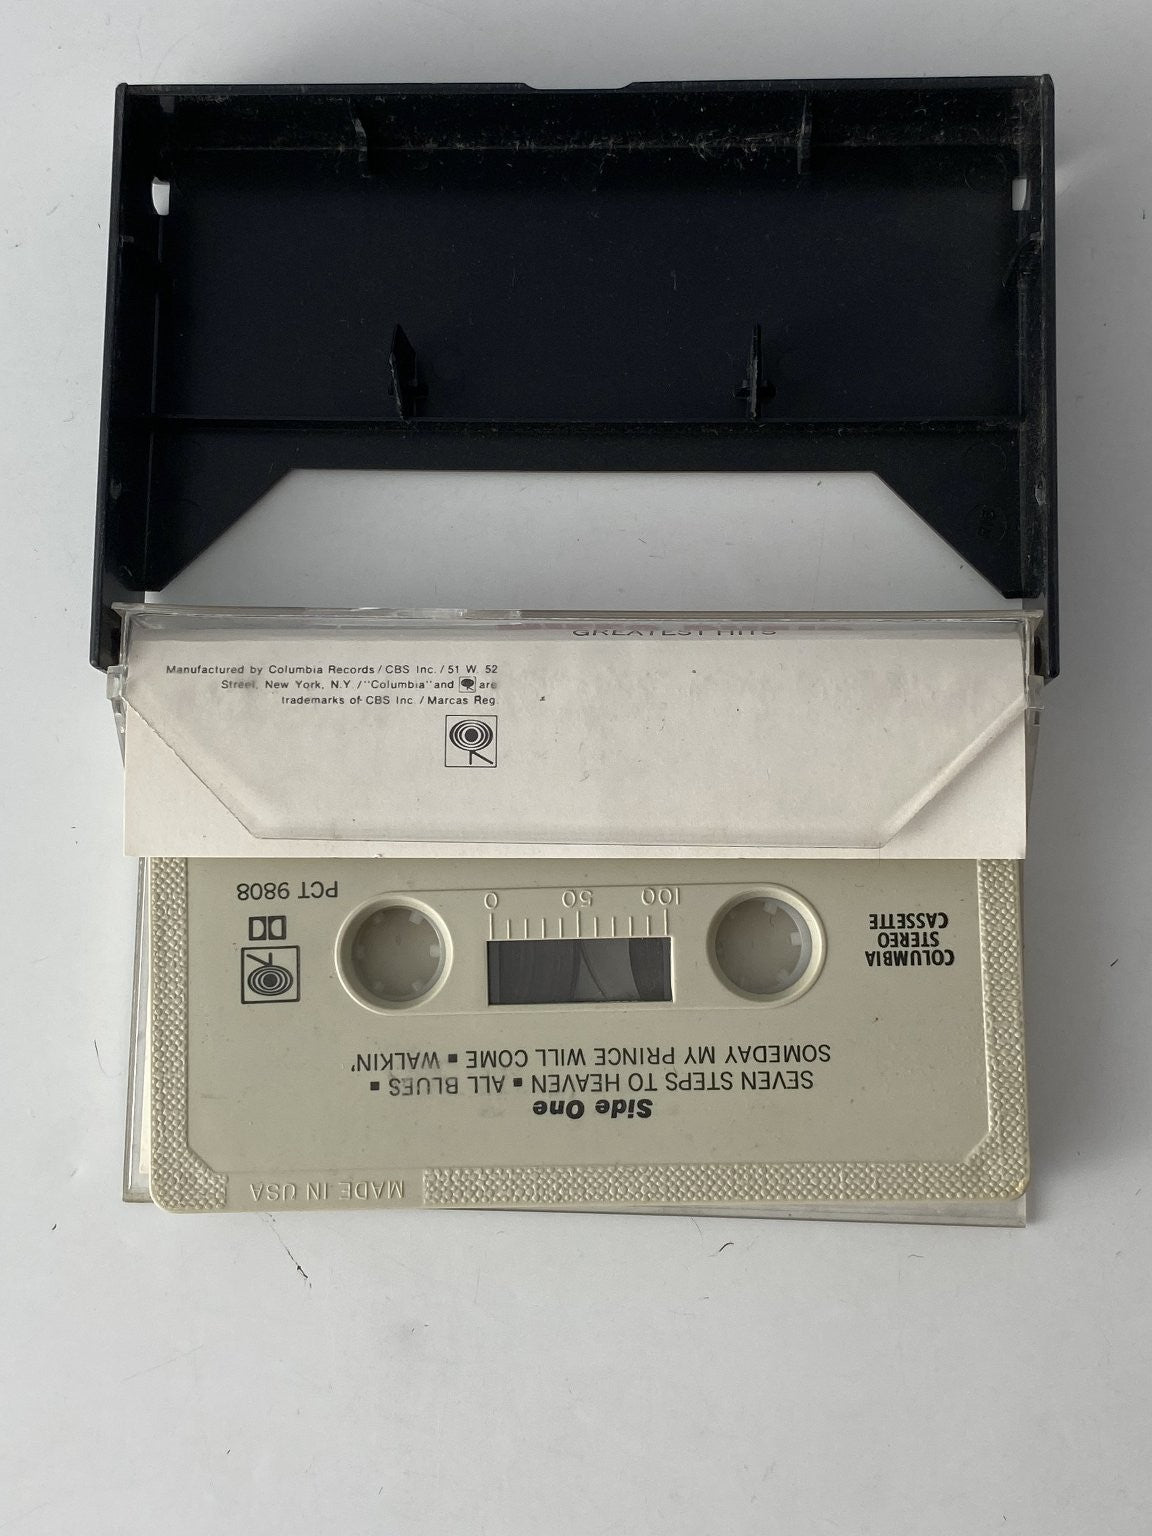 GREATEST HITS
Manufactured by Columbia Records / CBS Inc. / 51 W. 52
Street, New York, N.Y. / "Columbia" and are
trademarks of CBS Inc. / Marcas Reg.
Side One
SEVEN STEPS TO HEAVEN ▪ ALL BLUES ▪
SOMEDAY MY PRINCE WILL COME ▪ WALKIN'
COLUMBIA
STEREO
CASSETTE
100 50 0
PCT 9808
MADE IN USA